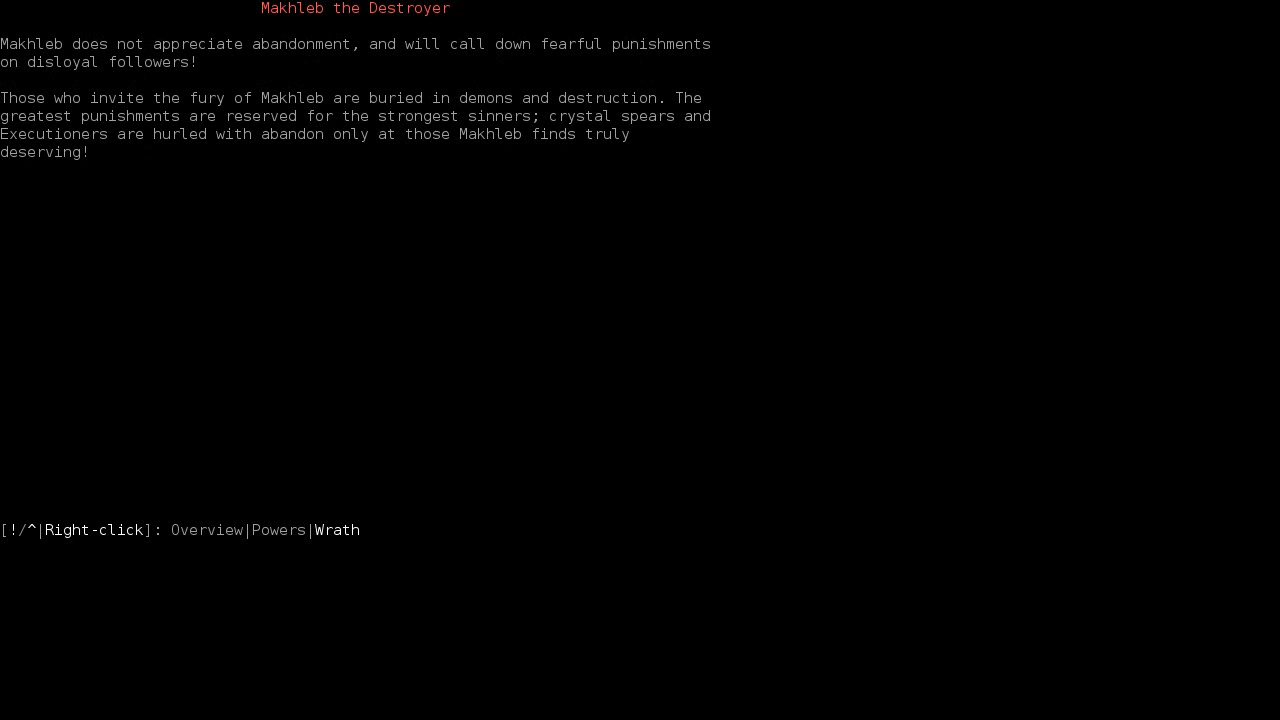 Makhleb the Destroyer
Makhleb does not appreciate abandonment, and will call down fearful punishments
on disloyal followers!
Those who invite the fury of Makhleb are buried in demons and destruction. The
greatest punishments are reserved for the strongest sinners; crystal spears and
Executioners are hurled with abandon only at those Makhleb finds truly
deserving!
[!/^|Right-click]: Overview|Powers|Wrath